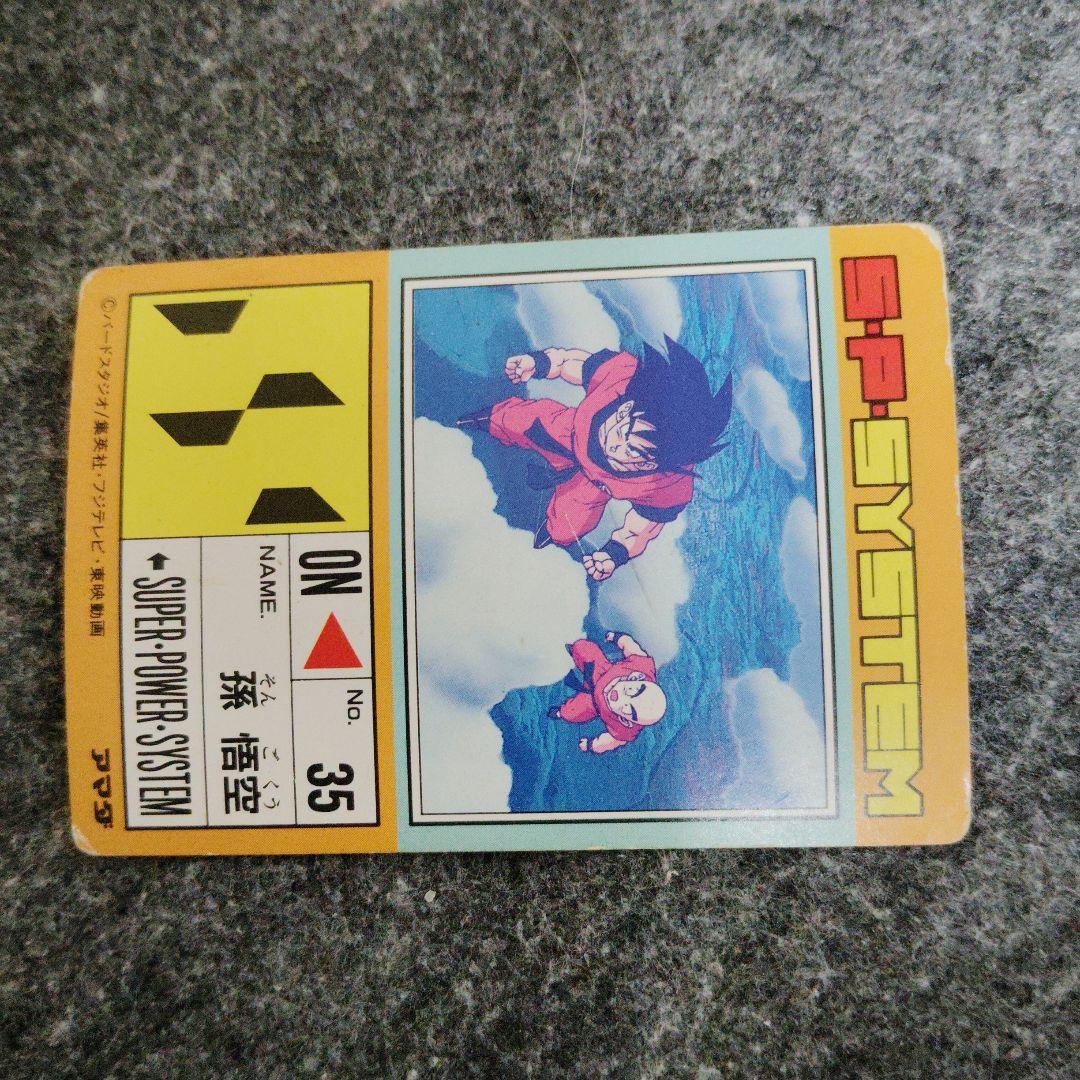 S・P・SYSTEM
ON
No.
35
NAME.
そん ご くう
孫 悟空
SUPER・POWER・SYSTEM
©バードスタジオ/集英社・フジテレビ・東映動画
アマダ